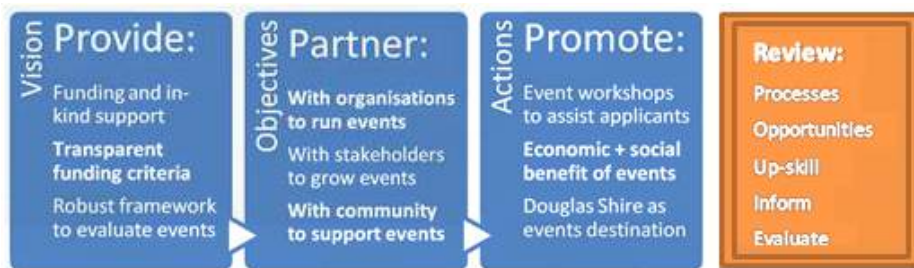 Vision
Provide:
Funding and in-
kind support
Transparent
funding criteria
Robust framework
to evaluate events
Objectives
Partner:
With organisations
to run events
With stakeholders
to grow events
With community
to support events
Actions
Promote:
Event workshops
to assist applicants
Economic + social
benefit of events
Douglas Shire as
events destination
Review:
Processes
Opportunities
Up-skill
Inform
Evaluate